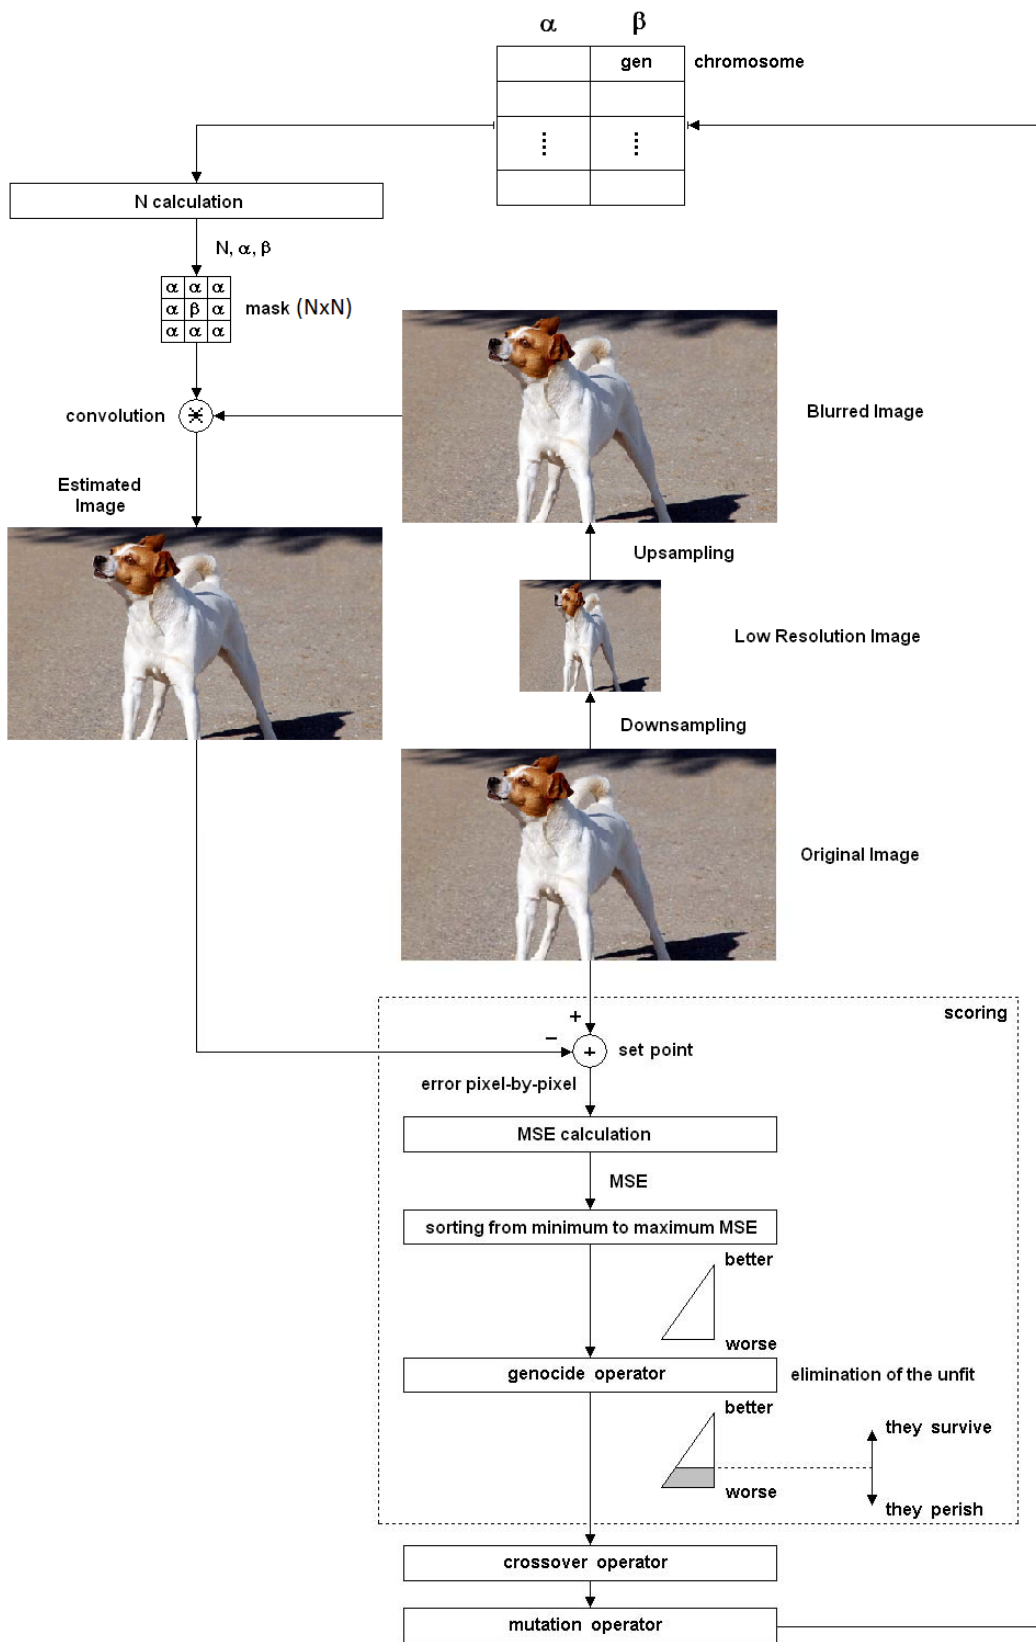 α β
gen chromosome
N calculation
N, α, β
α α α
α β α
α α α
mask (NxN)
convolution
*
Blurred Image
Estimated
Image
Upsampling
Low Resolution Image
Downsampling
Original Image
scoring
+
−
+
set point
error pixel-by-pixel
MSE calculation
MSE
sorting from minimum to maximum MSE
better
worse
genocide operator
elimination of the unfit
better
they survive
worse
they perish
crossover operator
mutation operator